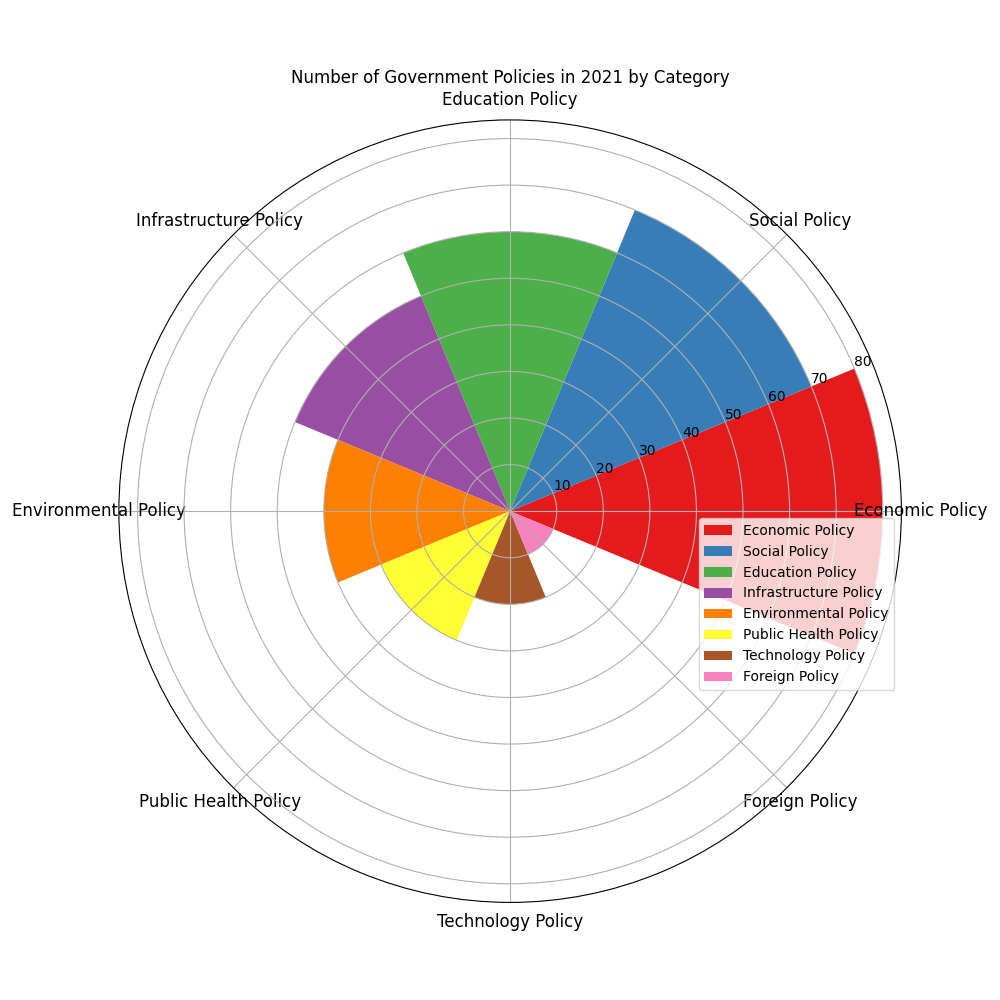 Number of Government Policies in 2021 by Category
Education Policy
Infrastructure Policy
Social Policy
80
70
60
50
40
30
20
10
Environmental Policy
Economic Policy
Economic Policy
Social Policy
Education Policy
Infrastructure Policy
Environmental Policy
Public Health Policy
Technology Policy
Foreign Policy
Public Health Policy
Foreign Policy
Technology Policy